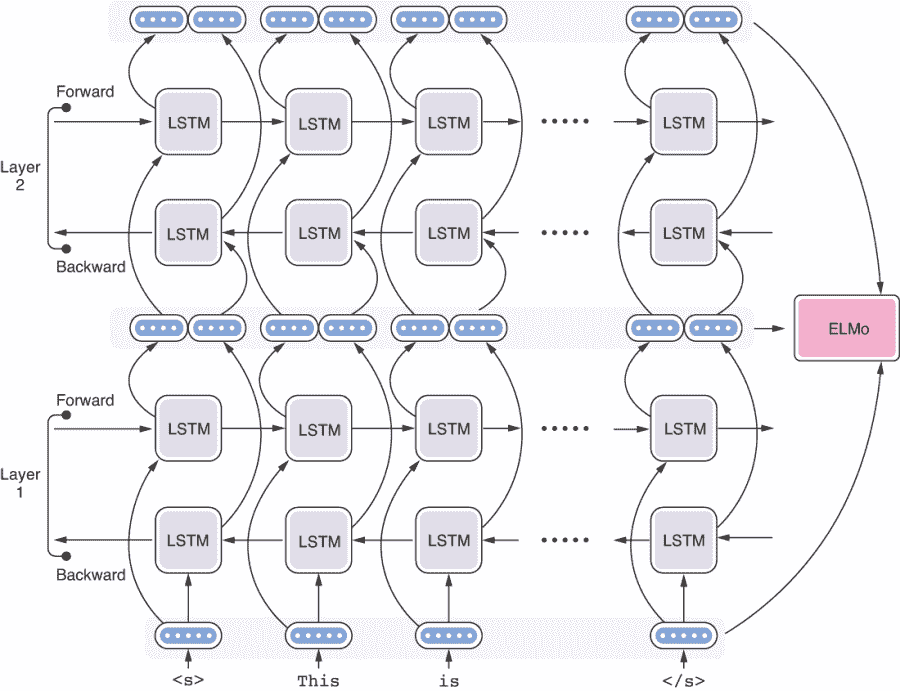 Forward
LSTM LSTM LSTM LSTM
Layer
2
LSTM LSTM LSTM LSTM
Backward
ELMo
Forward
LSTM LSTM LSTM LSTM
Layer
1
LSTM LSTM LSTM LSTM
Backward
<s> This is </s>